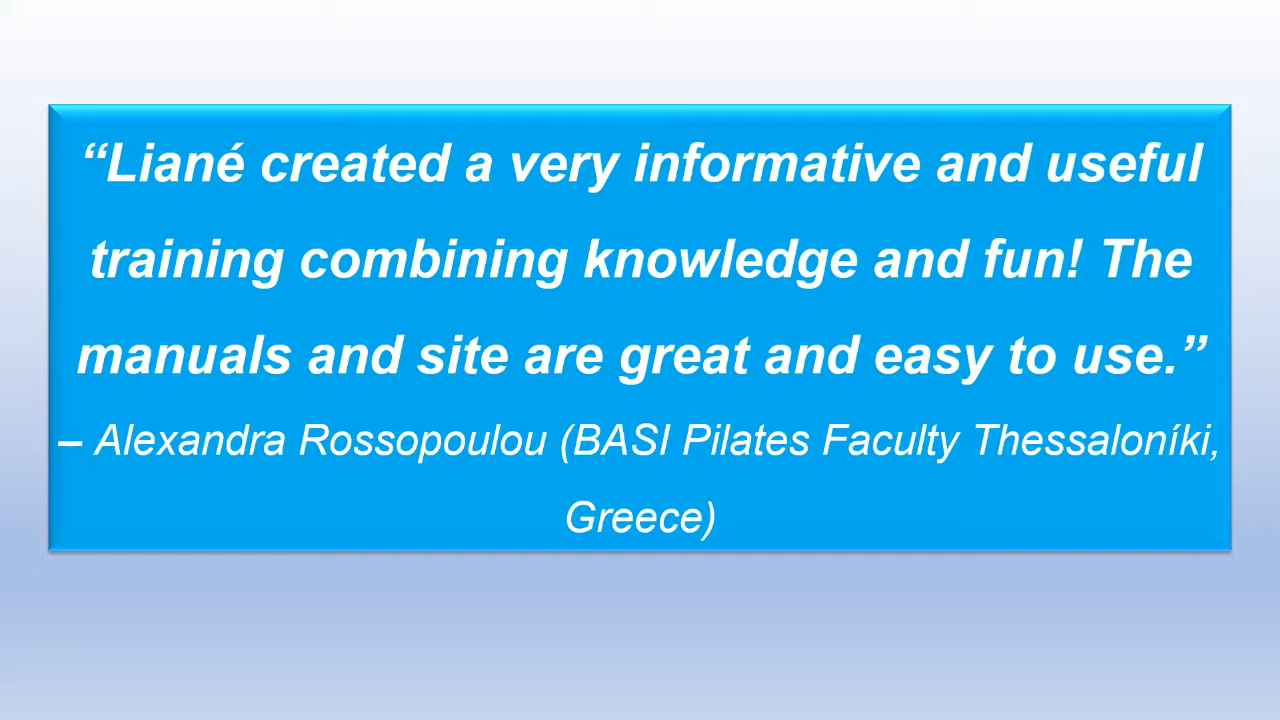 “Liané created a very informative and useful
training combining knowledge and fun! The
manuals and site are great and easy to use.”
– Alexandra Rossopoulou (BASI Pilates Faculty Thessaloníki,
Greece)